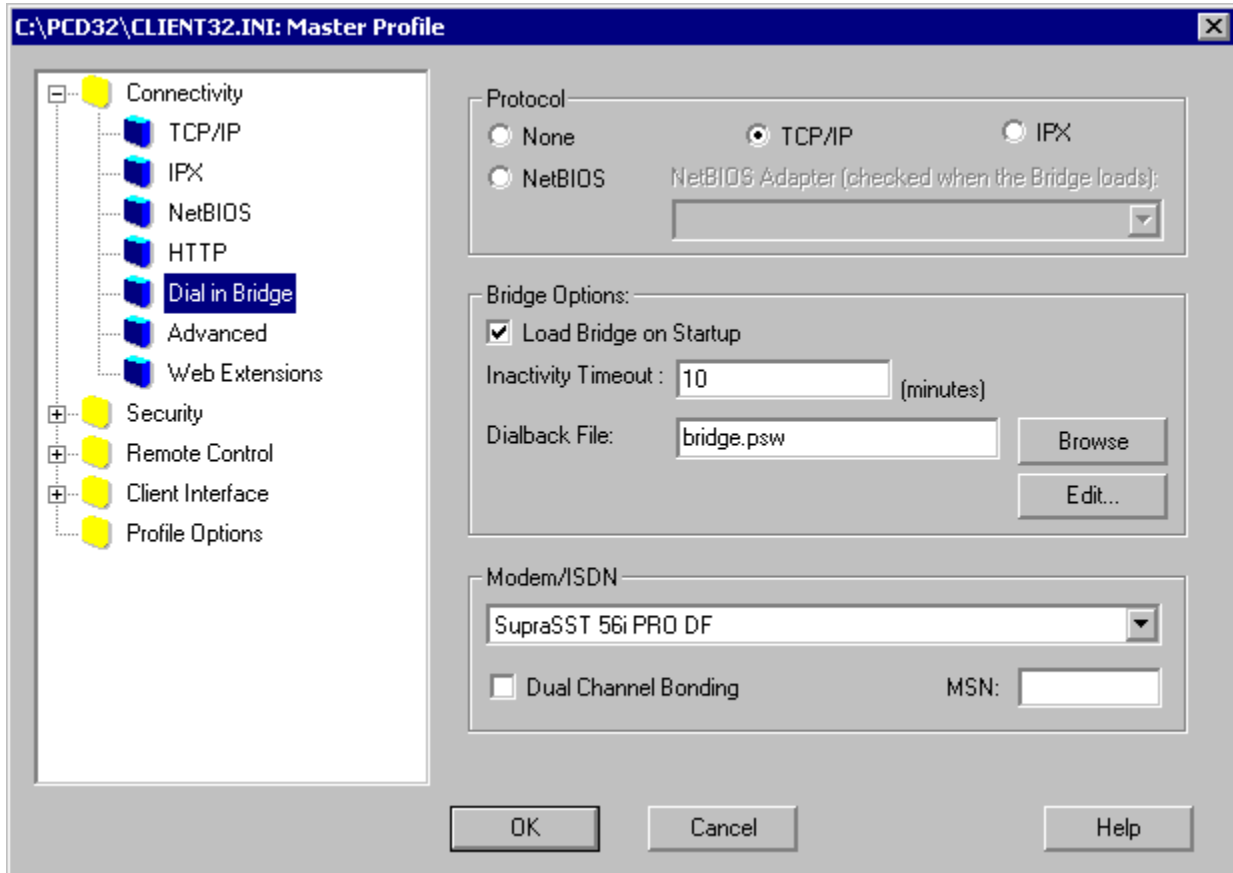 C:\PCD32\CLIENT32.INI: Master Profile
Connectivity
TCP/IP
IPX
NetBIOS
HTTP
Dial in Bridge
Advanced
Web Extensions
Security
Remote Control
Client Interface
Profile Options
Protocol
None
TCP/IP
IPX
NetBIOS
NetBIOS Adapter (checked when the Bridge loads):
Bridge Options:
Load Bridge on Startup
Inactivity Timeout : 10 (minutes)
Dialback File: bridge.psw Browse
Edit...
Modem/ISDN
SupraSST 56i PRO DF
Dual Channel Bonding MSN:
OK Cancel Help